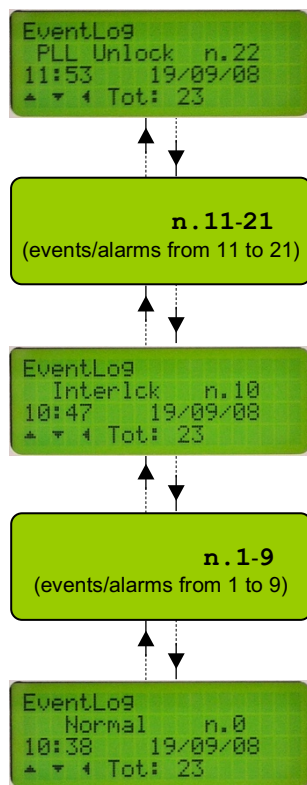 EventLog
PLL Unlock n.22
11:53 19/09/08
▲ ▼ ◀ Tot: 23
n.11-21
(events/alarms from 11 to 21)
EventLog
Interlck n.10
10:47 19/09/08
▲ ▼ ◀ Tot: 23
n.1-9
(events/alarms from 1 to 9)
EventLog
Normal n.0
10:38 19/09/08
▲ ▼ ◀ Tot: 23